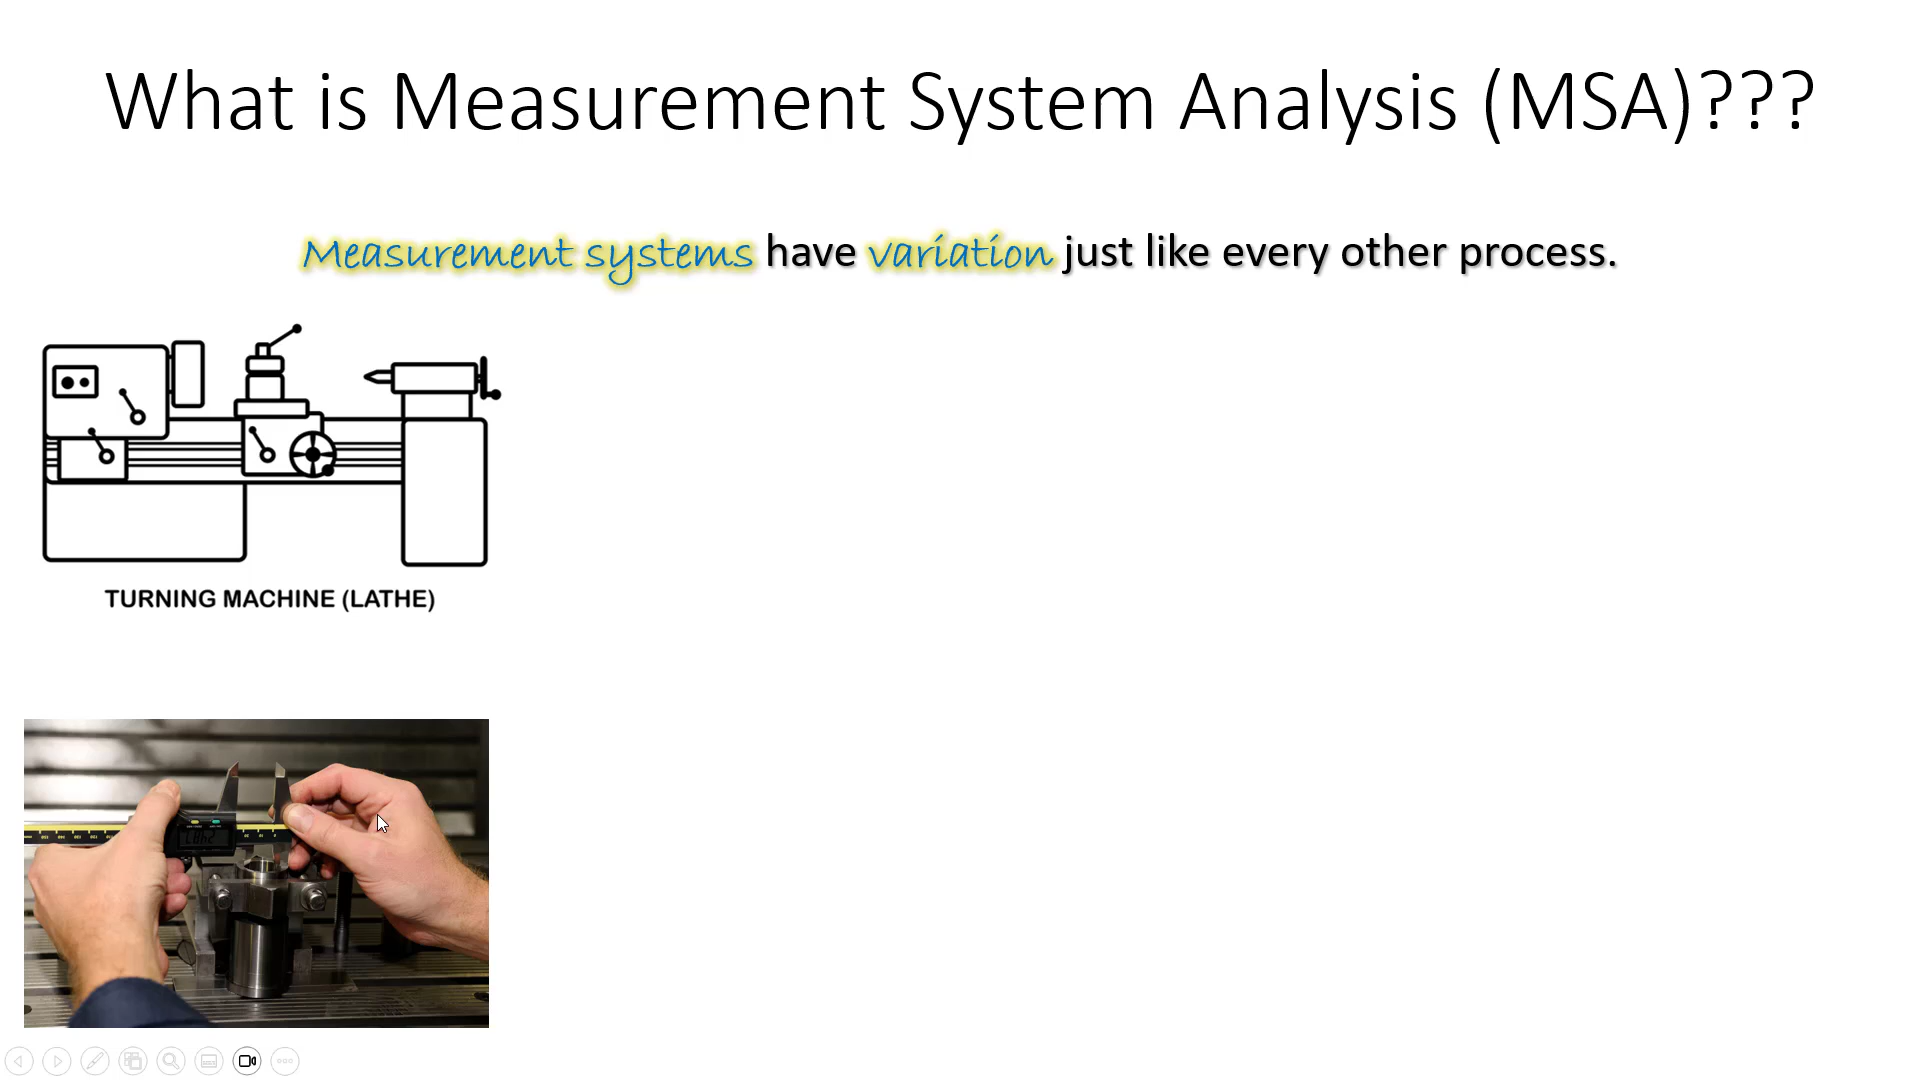 What is Measurement System Analysis (MSA)???
Measurement systems have variation just like every other process.
TURNING MACHINE (LATHE)